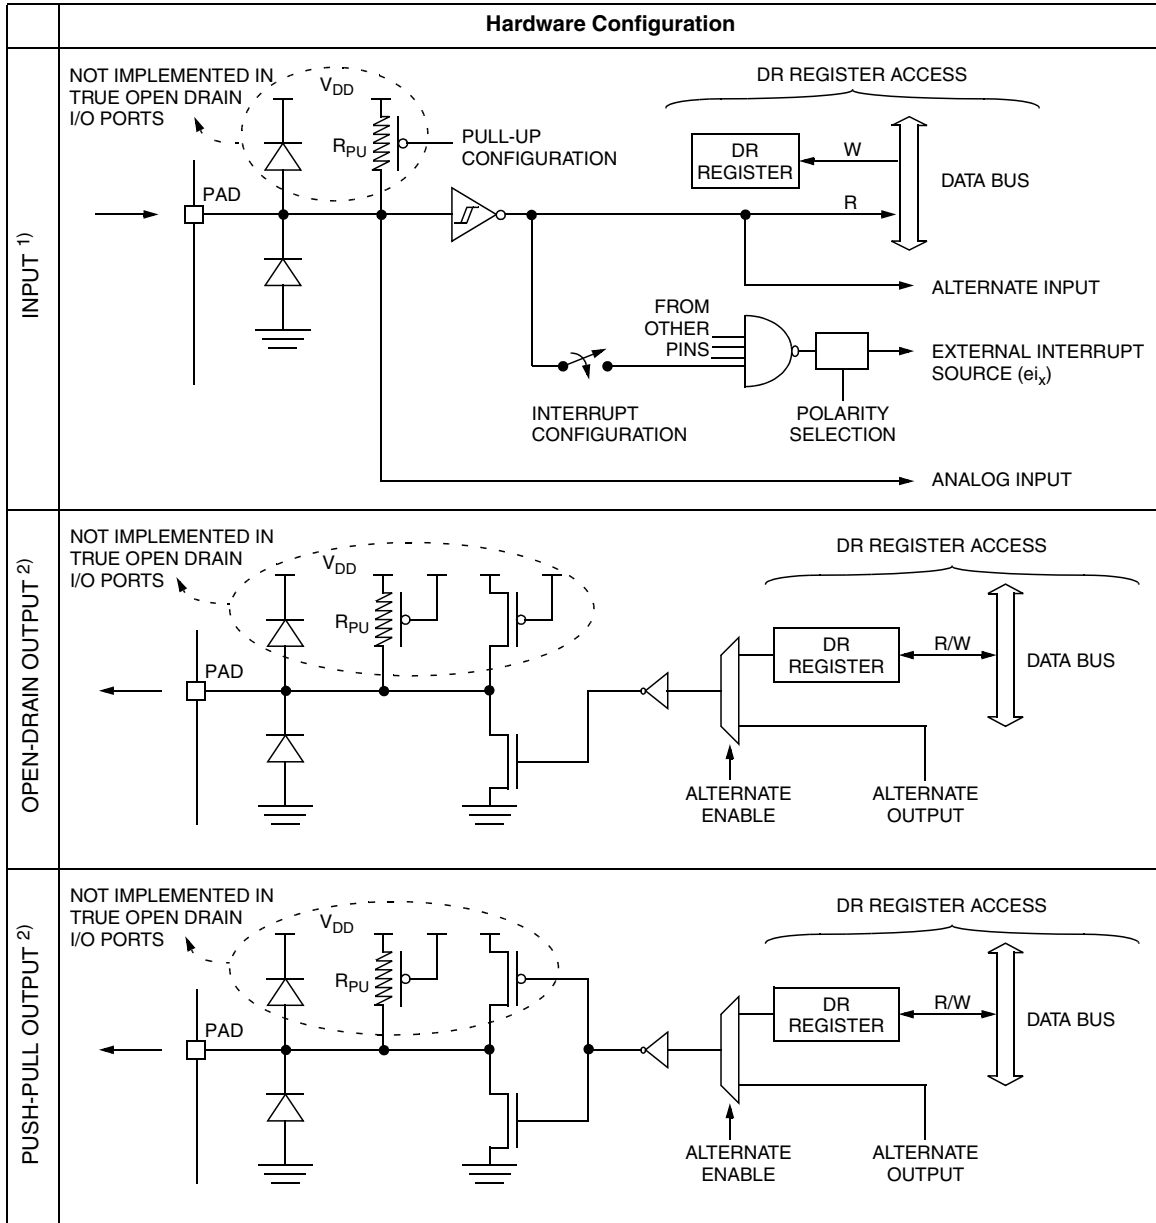 Hardware Configuration
INPUT 1)
NOT IMPLEMENTED IN
TRUE OPEN DRAIN
I/O PORTS
VDD
RPU
PULL-UP
CONFIGURATION
PAD
DR REGISTER ACCESS
DR
REGISTER
W
R
DATA BUS
ALTERNATE INPUT
FROM
OTHER
PINS
EXTERNAL INTERRUPT
SOURCE (eix)
INTERRUPT
CONFIGURATION
POLARITY
SELECTION
ANALOG INPUT
OPEN-DRAIN OUTPUT 2)
NOT IMPLEMENTED IN
TRUE OPEN DRAIN
I/O PORTS
VDD
RPU
PAD
DR REGISTER ACCESS
DR
REGISTER
R/W
DATA BUS
ALTERNATE
ENABLE
ALTERNATE
OUTPUT
PUSH-PULL OUTPUT 2)
NOT IMPLEMENTED IN
TRUE OPEN DRAIN
I/O PORTS
VDD
RPU
PAD
DR REGISTER ACCESS
DR
REGISTER
R/W
DATA BUS
ALTERNATE
ENABLE
ALTERNATE
OUTPUT